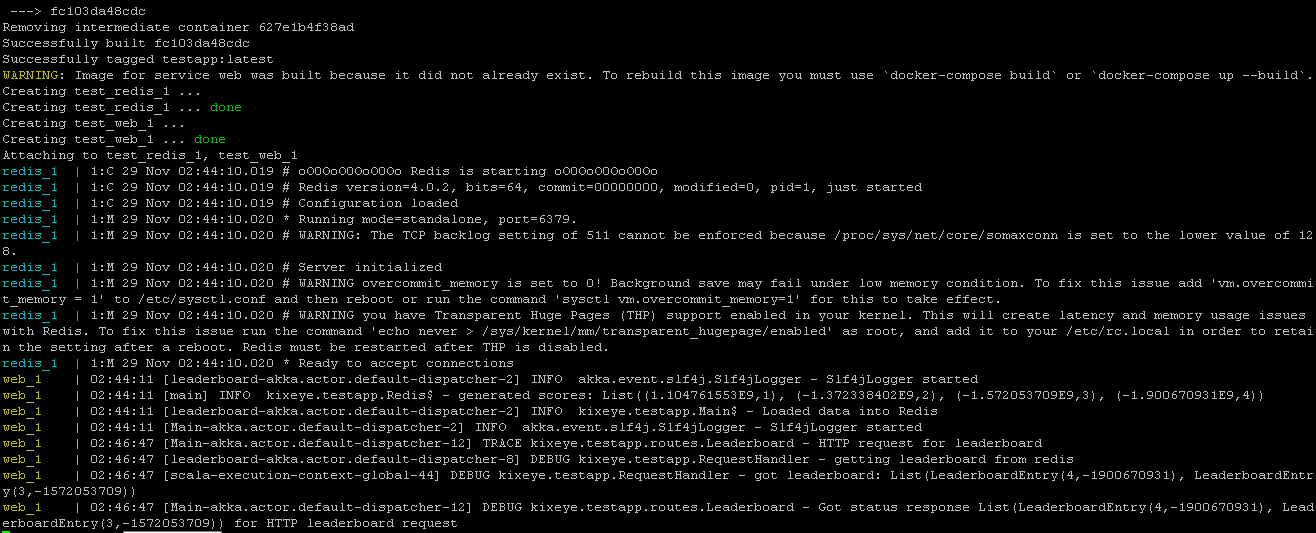 ---> fc103da48cdc
Removing intermediate container 627e1b4f38ad
Successfully built fc103da48cdc
Successfully tagged testapp:latest
WARNING: Image for service web was built because it did not already exist. To rebuild this image you must use `docker-compose build` or `docker-compose up --build`.
Creating test_redis_1 ...
Creating test_redis_1 ... done
Creating test_web_1 ...
Creating test_web_1 ... done
Attaching to test_redis_1, test_web_1
redis_1  | 1:C 29 Nov 02:44:10.019 # oO0OoO0OoO0Oo Redis is starting oO0OoO0OoO0Oo
redis_1  | 1:C 29 Nov 02:44:10.019 # Redis version=4.0.2, bits=64, commit=00000000, modified=0, pid=1, just started
redis_1  | 1:C 29 Nov 02:44:10.019 # Configuration loaded
redis_1  | 1:M 29 Nov 02:44:10.020 * Running mode=standalone, port=6379.
redis_1  | 1:M 29 Nov 02:44:10.020 # WARNING: The TCP backlog setting of 511 cannot be enforced because /proc/sys/net/core/somaxconn is set to the lower value of 12
8.
redis_1  | 1:M 29 Nov 02:44:10.020 # Server initialized
redis_1  | 1:M 29 Nov 02:44:10.020 # WARNING overcommit_memory is set to 0! Background save may fail under low memory condition. To fix this issue add 'vm.overcommi
t_memory = 1' to /etc/sysctl.conf and then reboot or run the command 'sysctl vm.overcommit_memory=1' for this to take effect.
redis_1  | 1:M 29 Nov 02:44:10.020 # WARNING you have Transparent Huge Pages (THP) support enabled in your kernel. This will create latency and memory usage issues
with Redis. To fix this issue run the command 'echo never > /sys/kernel/mm/transparent_hugepage/enabled' as root, and add it to your /etc/rc.local in order to retai
n the setting after a reboot. Redis must be restarted after THP is disabled.
redis_1  | 1:M 29 Nov 02:44:10.020 * Ready to accept connections
web_1    | 02:44:11 [leaderboard-akka.actor.default-dispatcher-2] INFO  akka.event.slf4j.Slf4jLogger - Slf4jLogger started
web_1    | 02:44:11 [main] INFO  kixeye.testapp.Redis$ - generated scores: List((1.104761553E9,1), (-1.372338402E9,2), (-1.572053709E9,3), (-1.900670931E9,4))
web_1    | 02:44:11 [leaderboard-akka.actor.default-dispatcher-2] INFO  kixeye.testapp.Main$ - Loaded data into Redis
web_1    | 02:44:11 [Main-akka.actor.default-dispatcher-2] INFO  akka.event.slf4j.Slf4jLogger - Slf4jLogger started
web_1    | 02:46:47 [Main-akka.actor.default-dispatcher-12] TRACE kixeye.testapp.routes.Leaderboard - HTTP request for leaderboard
web_1    | 02:46:47 [leaderboard-akka.actor.default-dispatcher-8] DEBUG kixeye.testapp.RequestHandler - getting leaderboard from redis
web_1    | 02:46:47 [scala-execution-context-global-44] DEBUG kixeye.testapp.RequestHandler - got leaderboard: List(LeaderboardEntry(4,-1900670931), LeaderboardEntr
y(3,-1572053709))
web_1    | 02:46:47 [Main-akka.actor.default-dispatcher-12] DEBUG kixeye.testapp.routes.Leaderboard - Got status response List(LeaderboardEntry(4,-1900670931), Lead
erboardEntry(3,-1572053709)) for HTTP leaderboard request